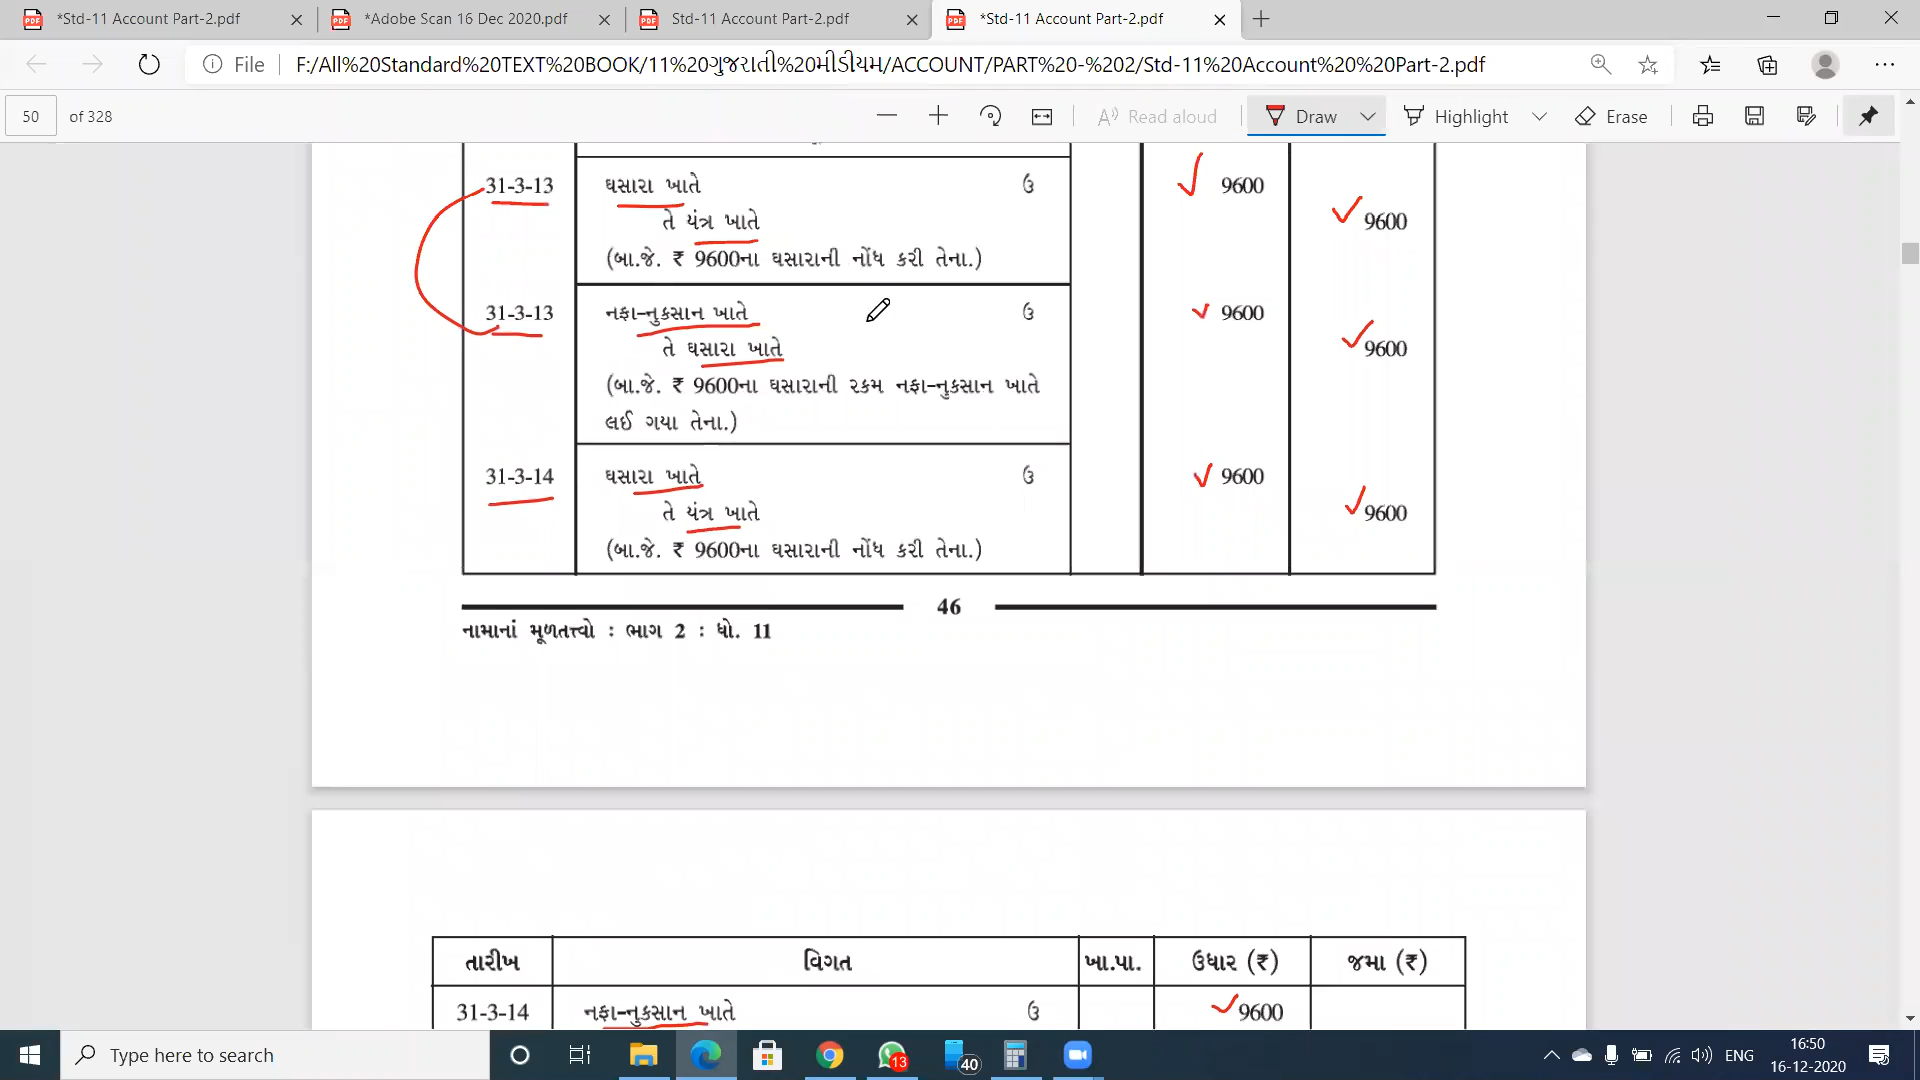 *Std-11 Account Part-2.pdf
*Adobe Scan 16 Dec 2020.pdf
Std-11 Account Part-2.pdf
*Std-11 Account Part-2.pdf
File
F:/All%20Standard%20TEXT%20BOOK/11%20ગુજરાતી%20મીડીયમ/ACCOUNT/PART%20-%202/Std-11%20Account%20%20Part-2.pdf
50 of 328
Read aloud
Draw
Highlight
Erase
31-3-13 ઘસારા ખાતે ઉ 9600
તે યંત્ર ખાતે 9600
(બા.જે. ₹ 9600ના ઘસારાની નોંધ કરી તેના.)
31-3-13 નફા-નુકસાન ખાતે ઉ 9600
તે ઘસારા ખાતે 9600
(બા.જે. ₹ 9600ના ઘસારાની રકમ નફા-નુકસાન ખાતે
લઈ ગયા તેના.)
31-3-14 ઘસારા ખાતે ઉ 9600
તે યંત્ર ખાતે 9600
(બા.જે. ₹ 9600ના ઘસારાની નોંધ કરી તેના.)
46
નામાનાં મૂળતત્ત્વો : ભાગ 2 : ધો. 11
તારીખ વિગત ખા.પા. ઉધાર (₹) જમા (₹)
31-3-14 નફા-નુકસાન ખાતે ઉ 9600
Type here to search
13
40
ENG
16:50
16-12-2020